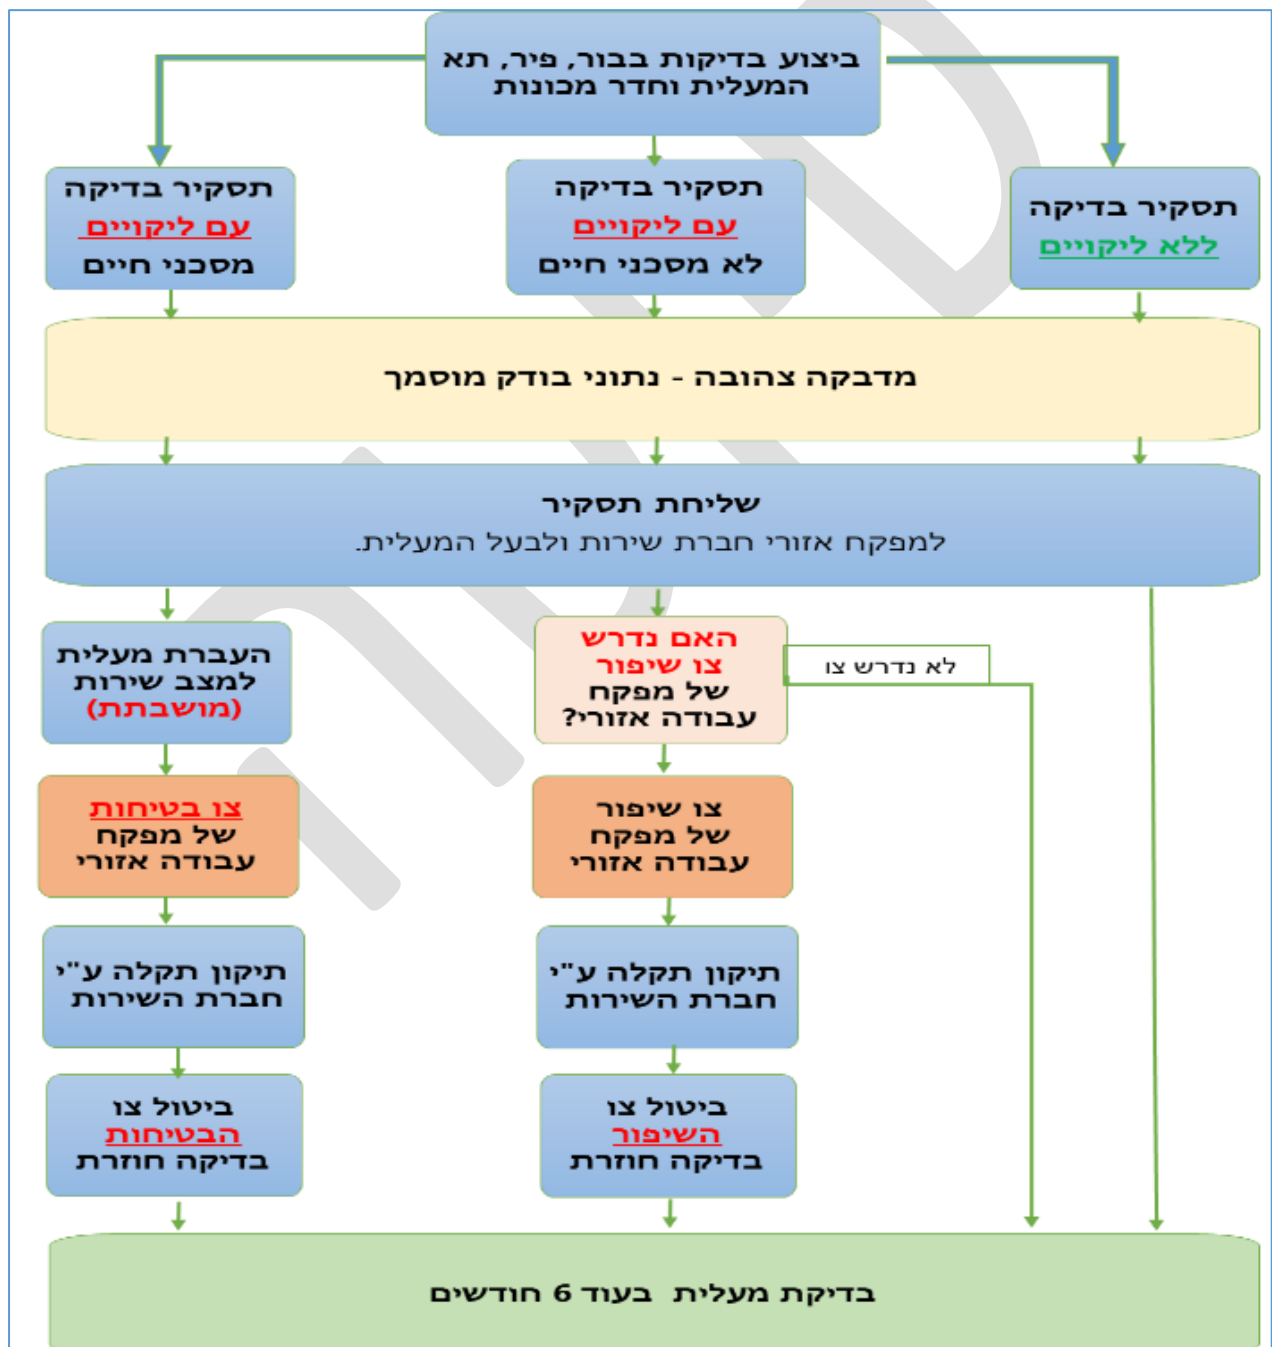 ביצוע בדיקות בבור, פיר, תא
המעלית וחדר מכונות
תסקיר בדיקה
ללא ליקויים
תסקיר בדיקה
עם ליקויים
לא מסכני חיים
תסקיר בדיקה
עם ליקויים
מסכני חיים
מדבקה צהובה - נתוני בודק מוסמך
שליחת תסקיר
למפקח אזורי חברת שירות ולבעל המעלית.
לא נדרש צו
האם נדרש
צו שיפור
של מפקח
עבודה אזורי?
העברת מעלית
למצב שירות
(מושבתת)
צו שיפור
של מפקח
עבודה אזורי
צו בטיחות
של מפקח
עבודה אזורי
תיקון תקלה ע"י
חברת השירות
תיקון תקלה ע"י
חברת השירות
ביטול צו
השיפור
בדיקה חוזרת
ביטול צו
הבטיחות
בדיקה חוזרת
בדיקת מעלית בעוד 6 חודשים